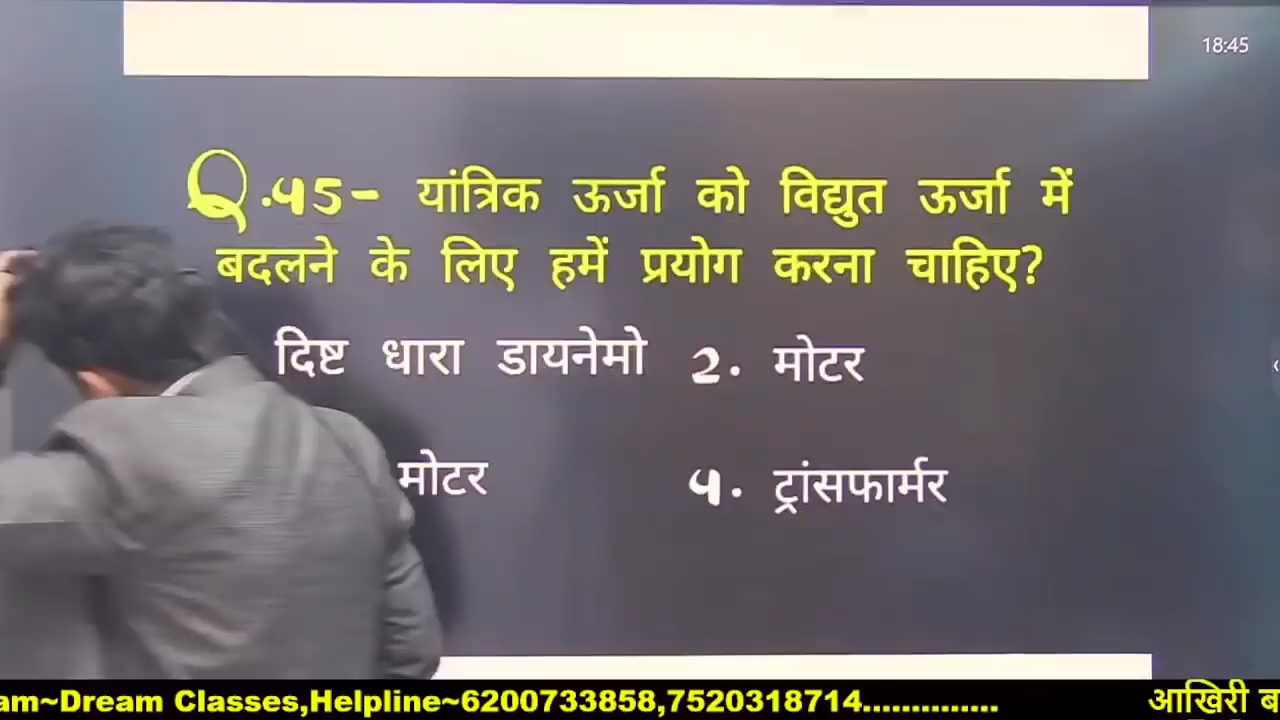 18:45
Q.45- यांत्रिक ऊर्जा को विद्युत ऊर्जा में
बदलने के लिए हमें प्रयोग करना चाहिए?
दिष्ट धारा डायनेमो 2. मोटर
मोटर 4. ट्रांसफार्मर
am~Dream Classes,Helpline~6200733858,7520318714.............. आखिरी ब